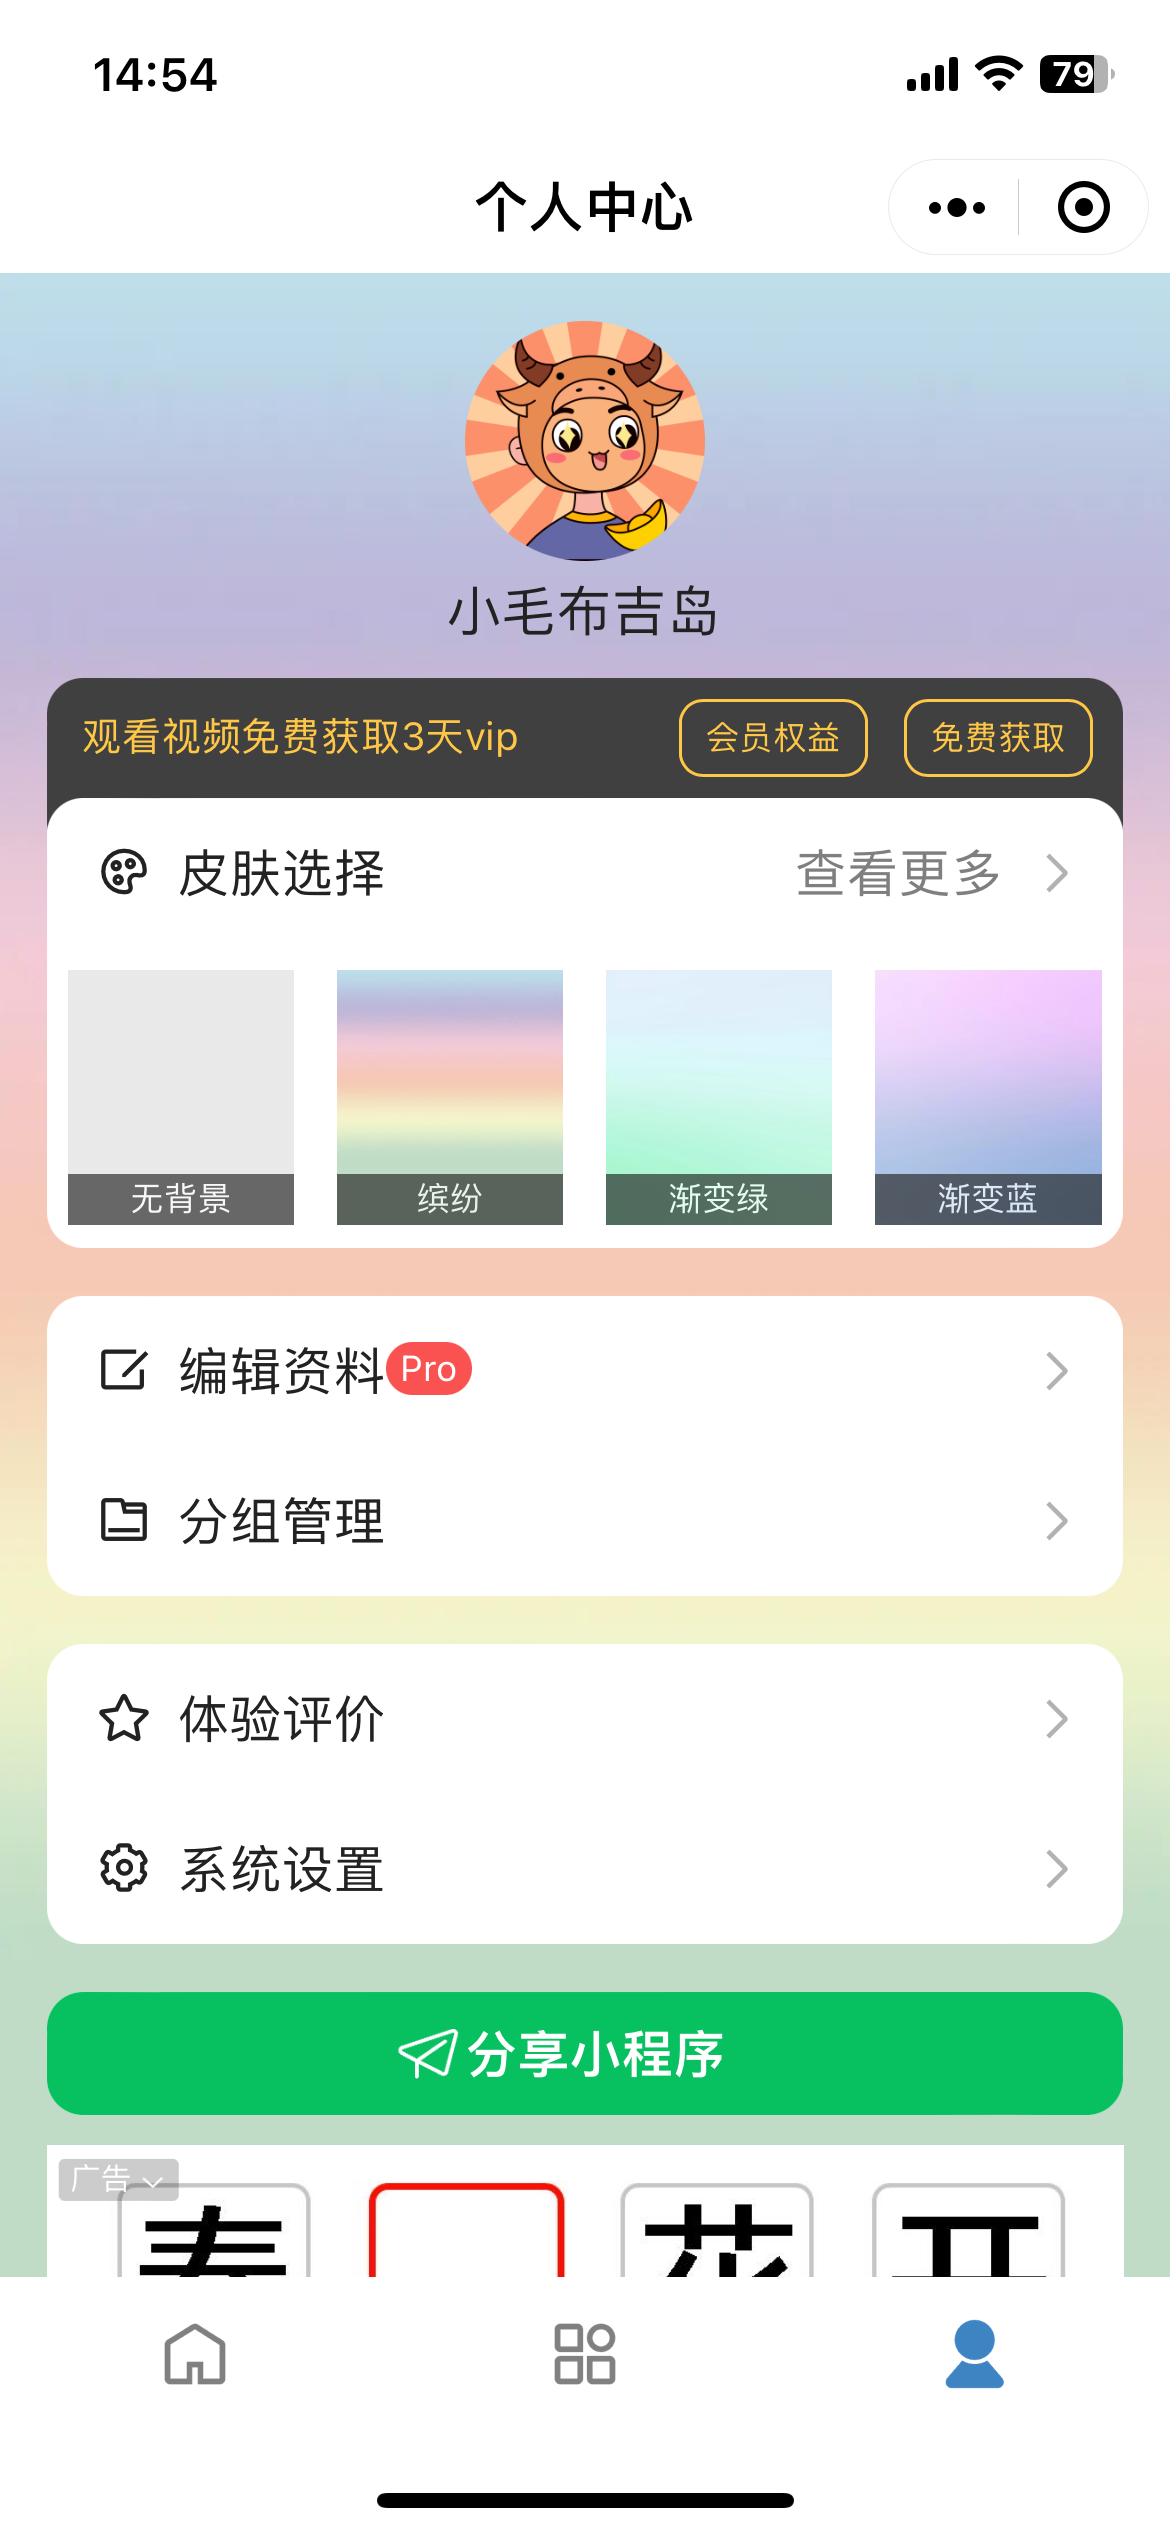 14:54
79
个人中心
小毛布吉岛
观看视频免费获取3天vip
会员权益
免费获取
皮肤选择
查看更多
无背景
缤纷
渐变绿
渐变蓝
编辑资料
Pro
分组管理
体验评价
系统设置
分享小程序
广告
花